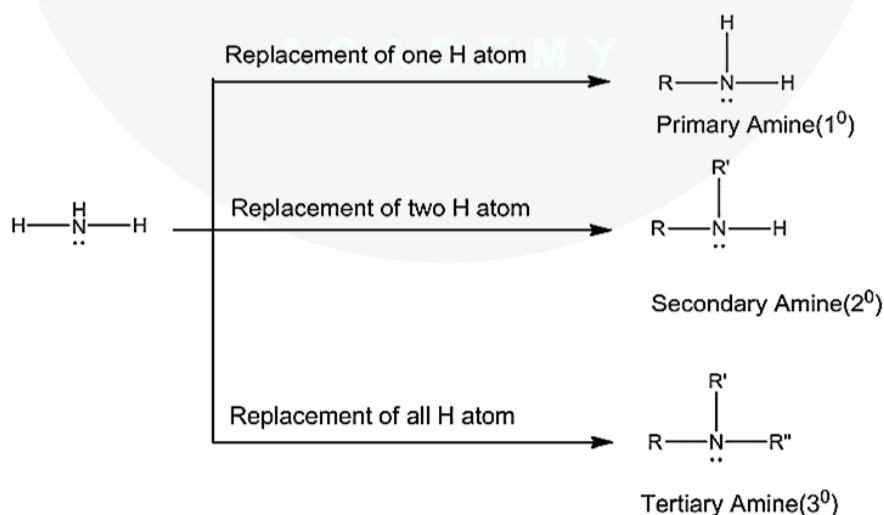 A C A D E M Y
Replacement of one H atom
H
R—N—H
Primary Amine(1⁰)
H
H—N—H
Replacement of two H atom
R'
R—N—H
Secondary Amine(2⁰)
Replacement of all H atom
R'
R—N—R"
Tertiary Amine(3⁰)